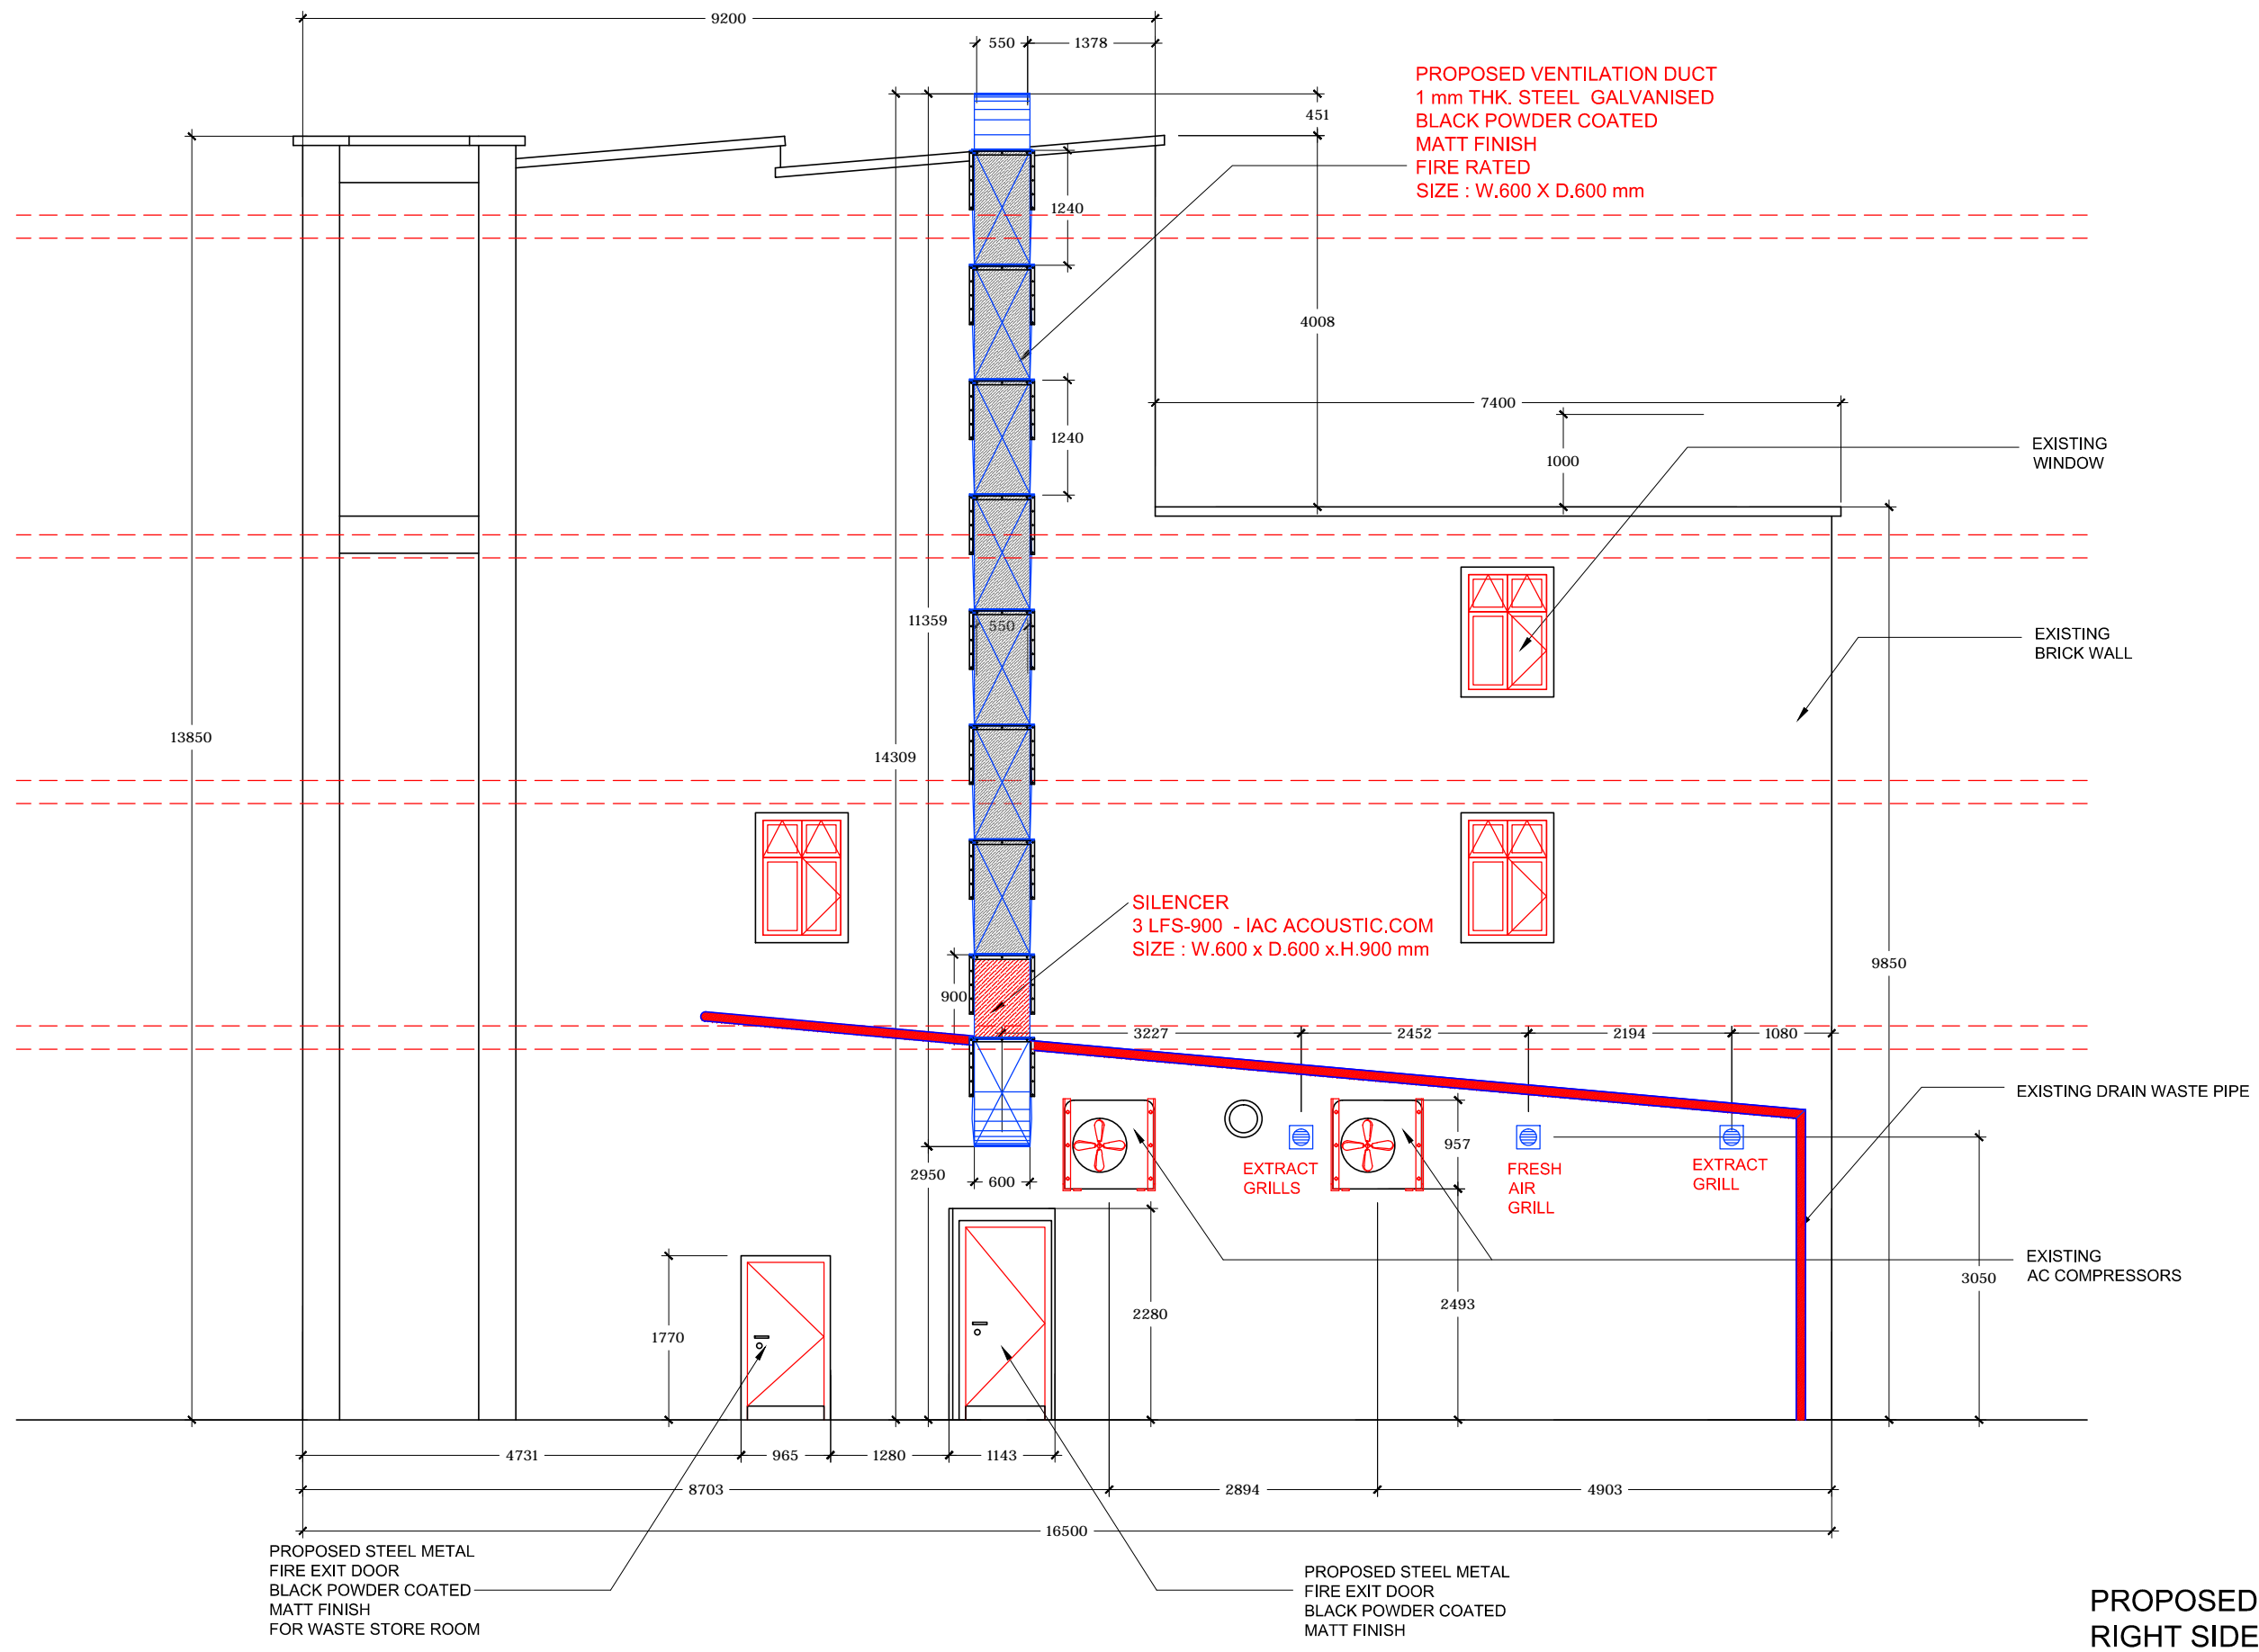 9200
550
1378
PROPOSED VENTILATION DUCT
1 mm THK. STEEL GALVANISED
BLACK POWDER COATED
MATT FINISH
FIRE RATED
SIZE : W.600 X D.600 mm
451
1240
4008
7400
1240
1000
EXISTING
WINDOW
11359
550
EXISTING
BRICK WALL
13850
14309
SILENCER
3 LFS-900 - IAC ACOUSTIC.COM
SIZE : W.600 x D.600 x.H.900 mm
9850
900
3227
2452
2194
1080
EXISTING DRAIN WASTE PIPE
957
2950
600
EXTRACT
GRILLS
FRESH
AIR
GRILL
EXTRACT
GRILL
EXISTING
AC COMPRESSORS
3050
2493
2280
1770
4731
965
1280
1143
8703
2894
4903
16500
PROPOSED STEEL METAL
FIRE EXIT DOOR
BLACK POWDER COATED
MATT FINISH
FOR WASTE STORE ROOM
PROPOSED STEEL METAL
FIRE EXIT DOOR
BLACK POWDER COATED
MATT FINISH
PROPOSED
RIGHT SIDE